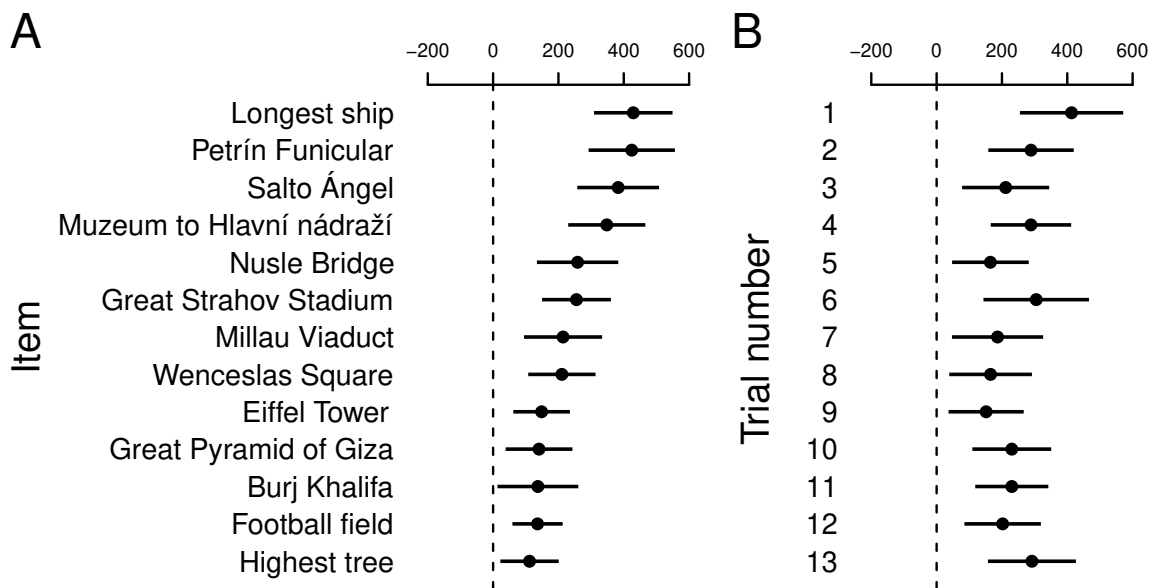 A
B
−200 0 200 400 600
−200 0 200 400 600
Item
Longest ship
Petrín Funicular
Salto Ángel
Muzeum to Hlavní nádraží
Nusle Bridge
Great Strahov Stadium
Millau Viaduct
Wenceslas Square
Eiffel Tower
Great Pyramid of Giza
Burj Khalifa
Football field
Highest tree
Trial number
1
2
3
4
5
6
7
8
9
10
11
12
13